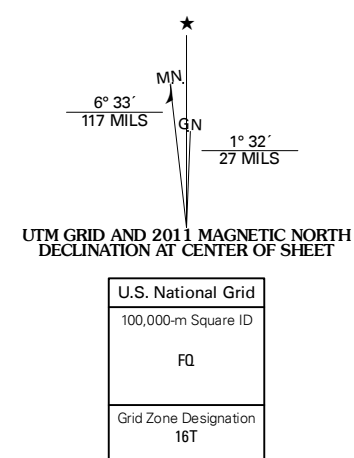 ★
MN.
6° 33´
117 MILS
GN
1° 32´
27 MILS
UTM GRID AND 2011 MAGNETIC NORTH
DECLINATION AT CENTER OF SHEET
U.S. National Grid
100,000-m Square ID
FQ
Grid Zone Designation
16T